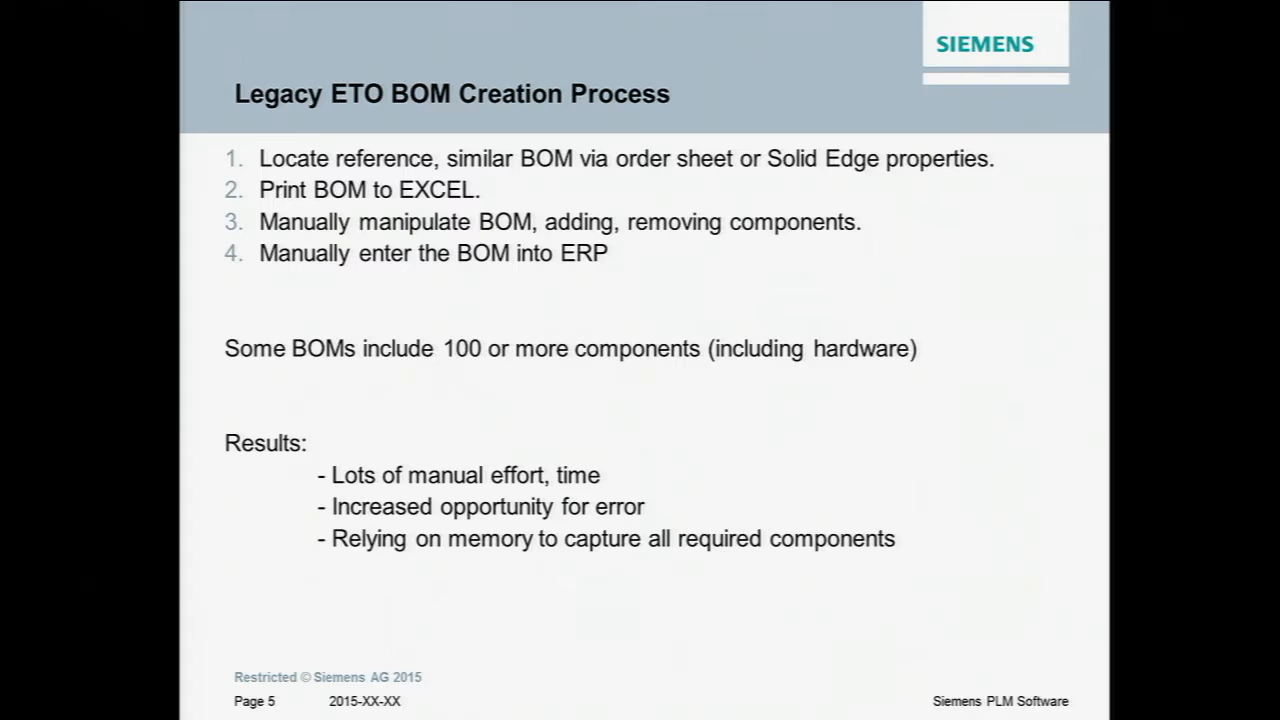 SIEMENS
Legacy ETO BOM Creation Process
1. Locate reference, similar BOM via order sheet or Solid Edge properties.
2. Print BOM to EXCEL.
3. Manually manipulate BOM, adding, removing components.
4. Manually enter the BOM into ERP
Some BOMs include 100 or more components (including hardware)
Results:
- Lots of manual effort, time
- Increased opportunity for error
- Relying on memory to capture all required components
Restricted © Siemens AG 2015
Page 5 2015-XX-XX Siemens PLM Software